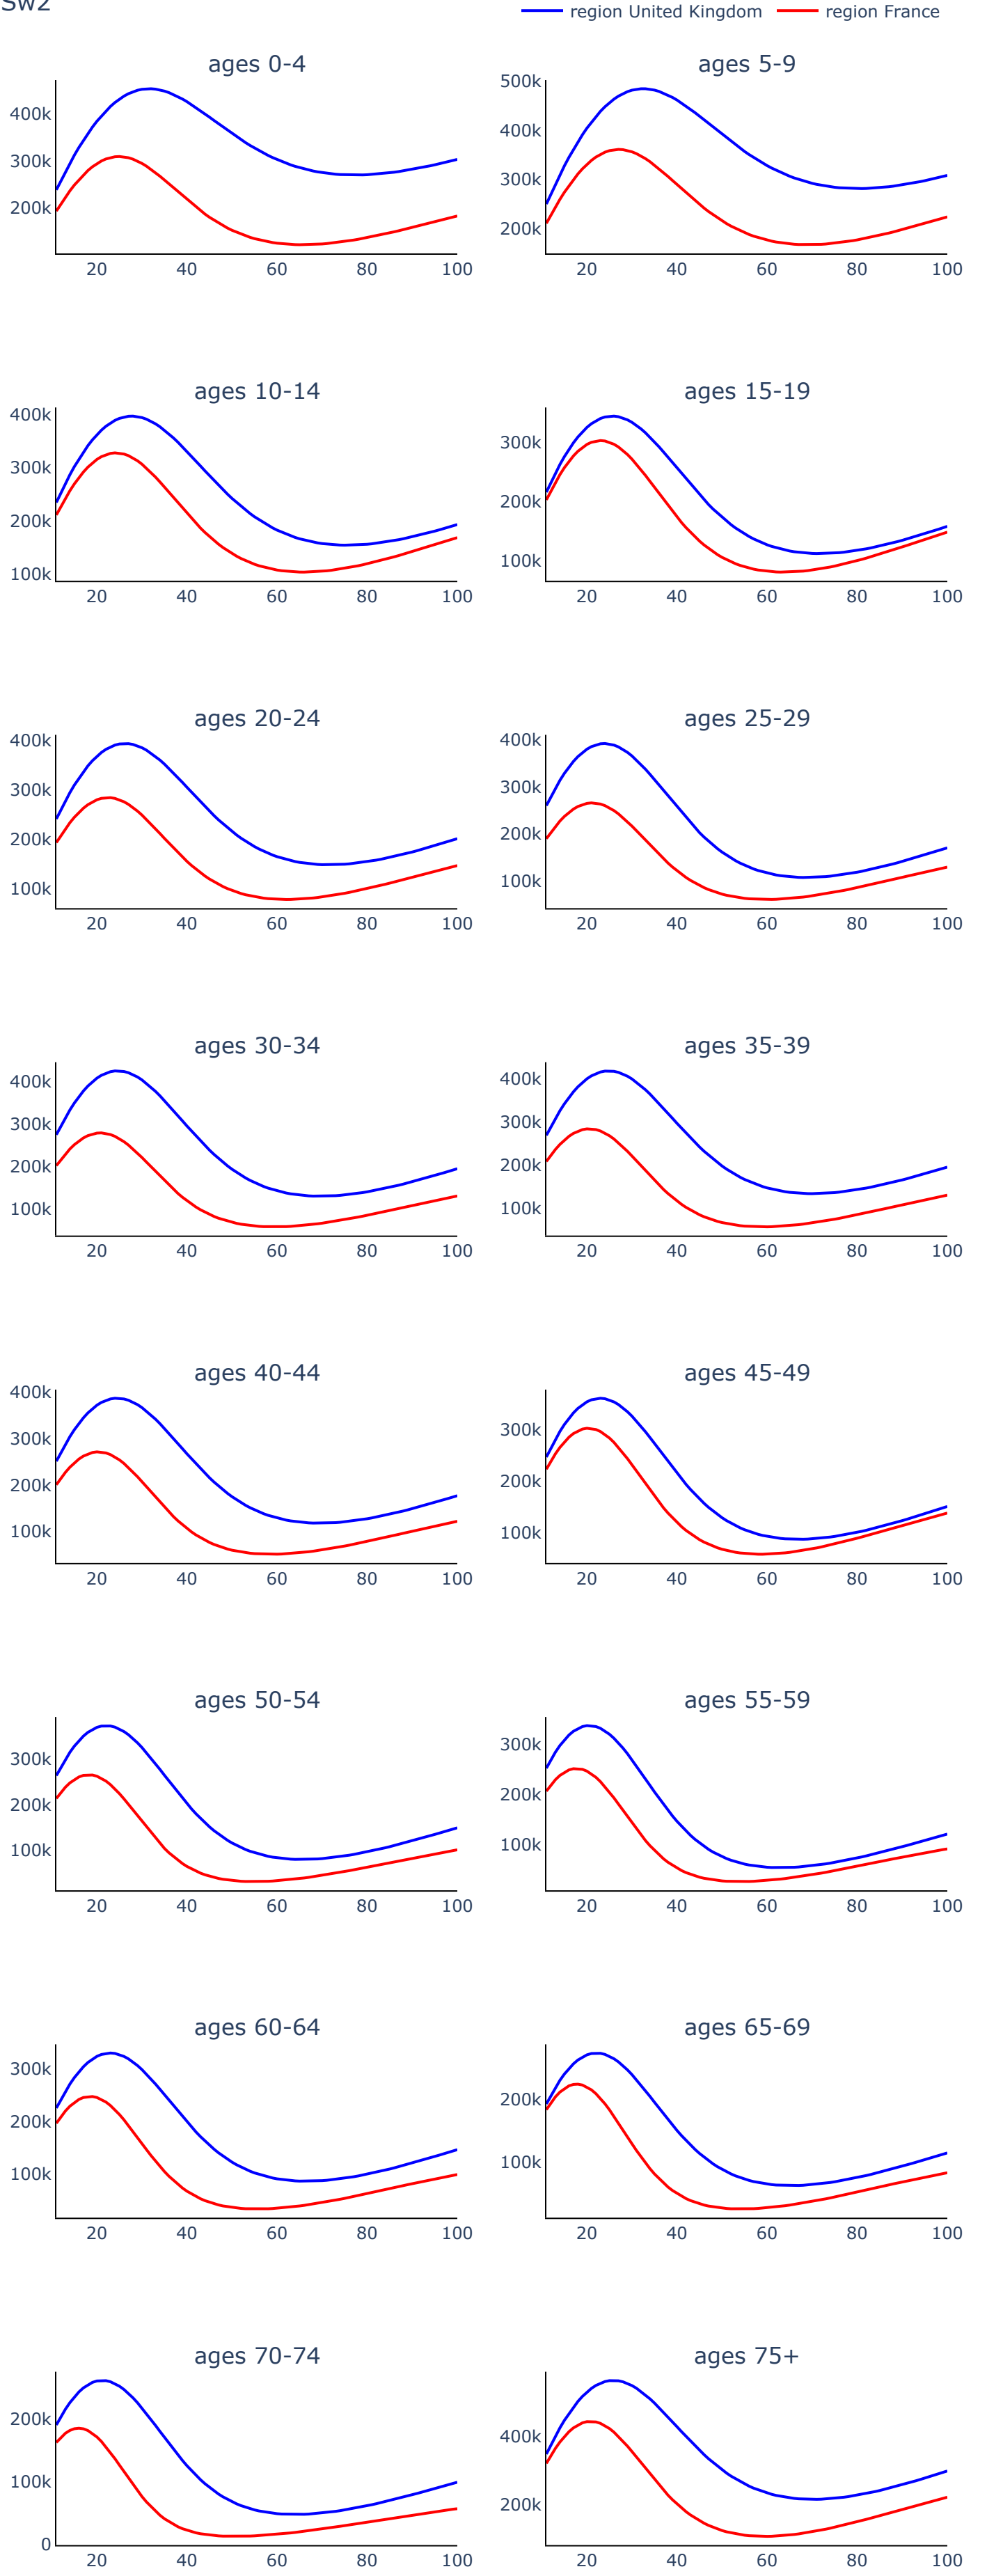 Sw2
region United Kingdom region France
ages 0-4 ages 5-9
500k
400k 400k
300k 300k
200k 200k
20 40 60 80 100 20 40 60 80 100
ages 10-14 ages 15-19
400k
300k 300k
200k 200k
100k 100k
20 40 60 80 100 20 40 60 80 100
ages 20-24 ages 25-29
400k 400k
300k 300k
200k 200k
100k 100k
20 40 60 80 100 20 40 60 80 100
ages 30-34 ages 35-39
400k 400k
300k 300k
200k 200k
100k 100k
20 40 60 80 100 20 40 60 80 100
ages 40-44 ages 45-49
400k
300k 300k
200k 200k
100k 100k
20 40 60 80 100 20 40 60 80 100
ages 50-54 ages 55-59
300k 300k
200k 200k
100k 100k
20 40 60 80 100 20 40 60 80 100
ages 60-64 ages 65-69
300k
200k 200k
100k 100k
20 40 60 80 100 20 40 60 80 100
ages 70-74 ages 75+
200k 400k
100k 200k
0
20 40 60 80 100 20 40 60 80 100